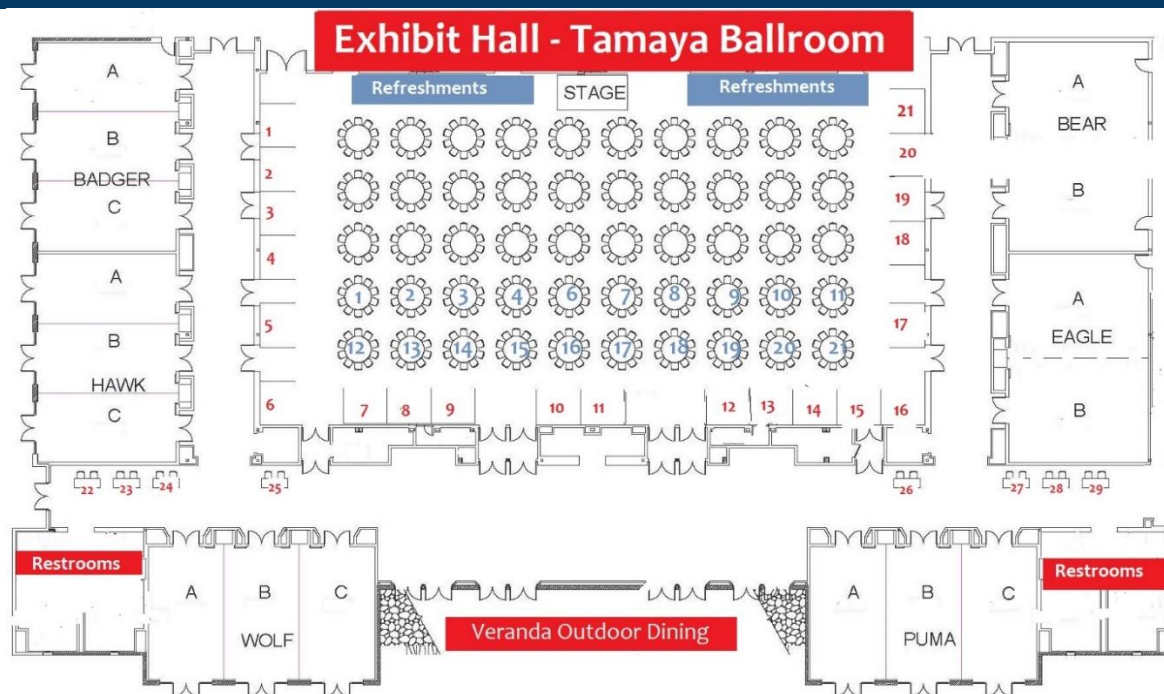 Exhibit Hall - Tamaya Ballroom
Refreshments
STAGE
Refreshments
A
B
BADGER
C
A
B
HAWK
C
1
2
3
4
5
6
21
20
19
18
17
1 2 3 4 6 7 8 9 10 11
12 13 14 15 16 17 18 19 20 21
7 8 9 10 11 12 13 14 15 16
A
BEAR
B
A
EAGLE
B
22 23 24 25 26 27 28 29
Restrooms
A B C
WOLF
Veranda Outdoor Dining
A B C
PUMA
Restrooms